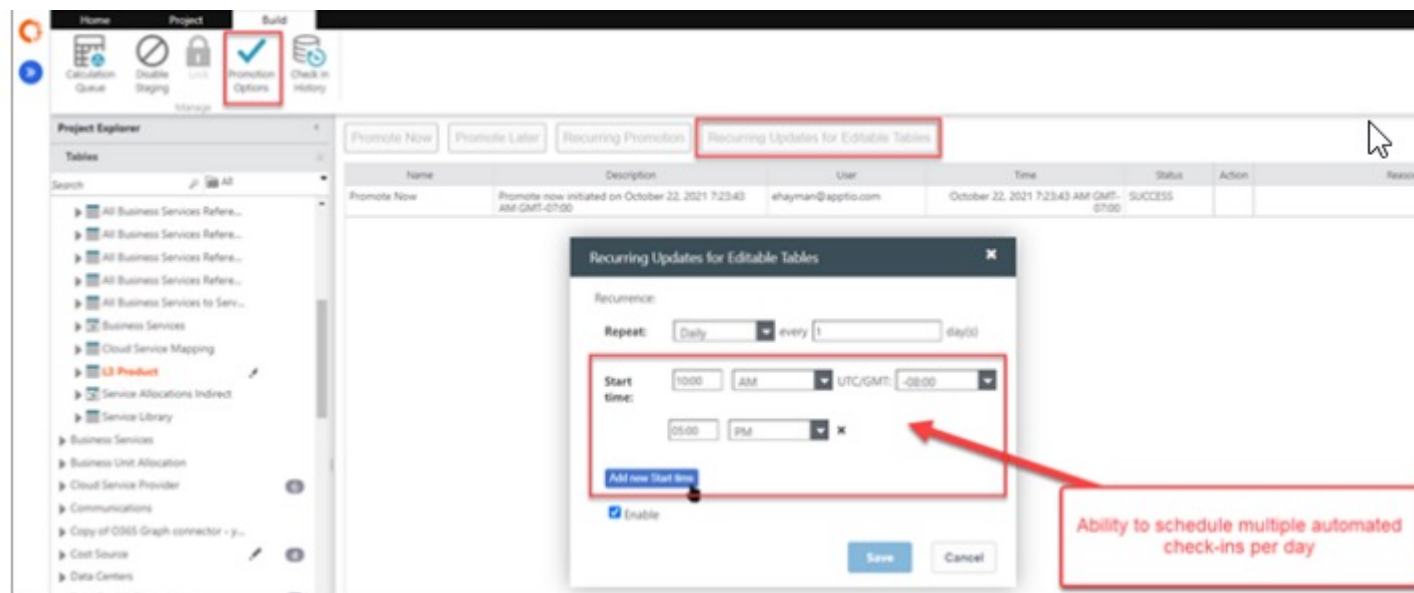 Home Project Build
Calculation Queue
Disable Staging
Lock
Promotion Options
Check in History
Manage
Project Explorer
Tables
Search All
All Business Services Refere...
All Business Services Refere...
All Business Services Refere...
All Business Services Refere...
All Business Services to Serv...
Business Services
Cloud Service Mapping
L3 Product
Service Allocations Indirect
Service Library
Business Services
Business Unit Allocation
Cloud Service Provider
Communications
Copy of O365 Graph connector - y...
Cost Source
Data Centers
Promote Now Promote Later Recurring Promotion Recurring Updates for Editable Tables
Name Description User Time Status Action Reason
Promote Now Promote now initiated on October 22, 2021 7:23:43 ehayman@apptio.com October 22, 2021 7:23:43 AM GMT- SUCCESS
AM GMT-07:00 07:00
Recurring Updates for Editable Tables
Recurrence:
Repeat: Daily every 1 day(s)
Start time: 10:00 AM UTC/GMT: -08:00
05:00 PM
Add new Start time
Enable
Save Cancel
Ability to schedule multiple automated
check-ins per day